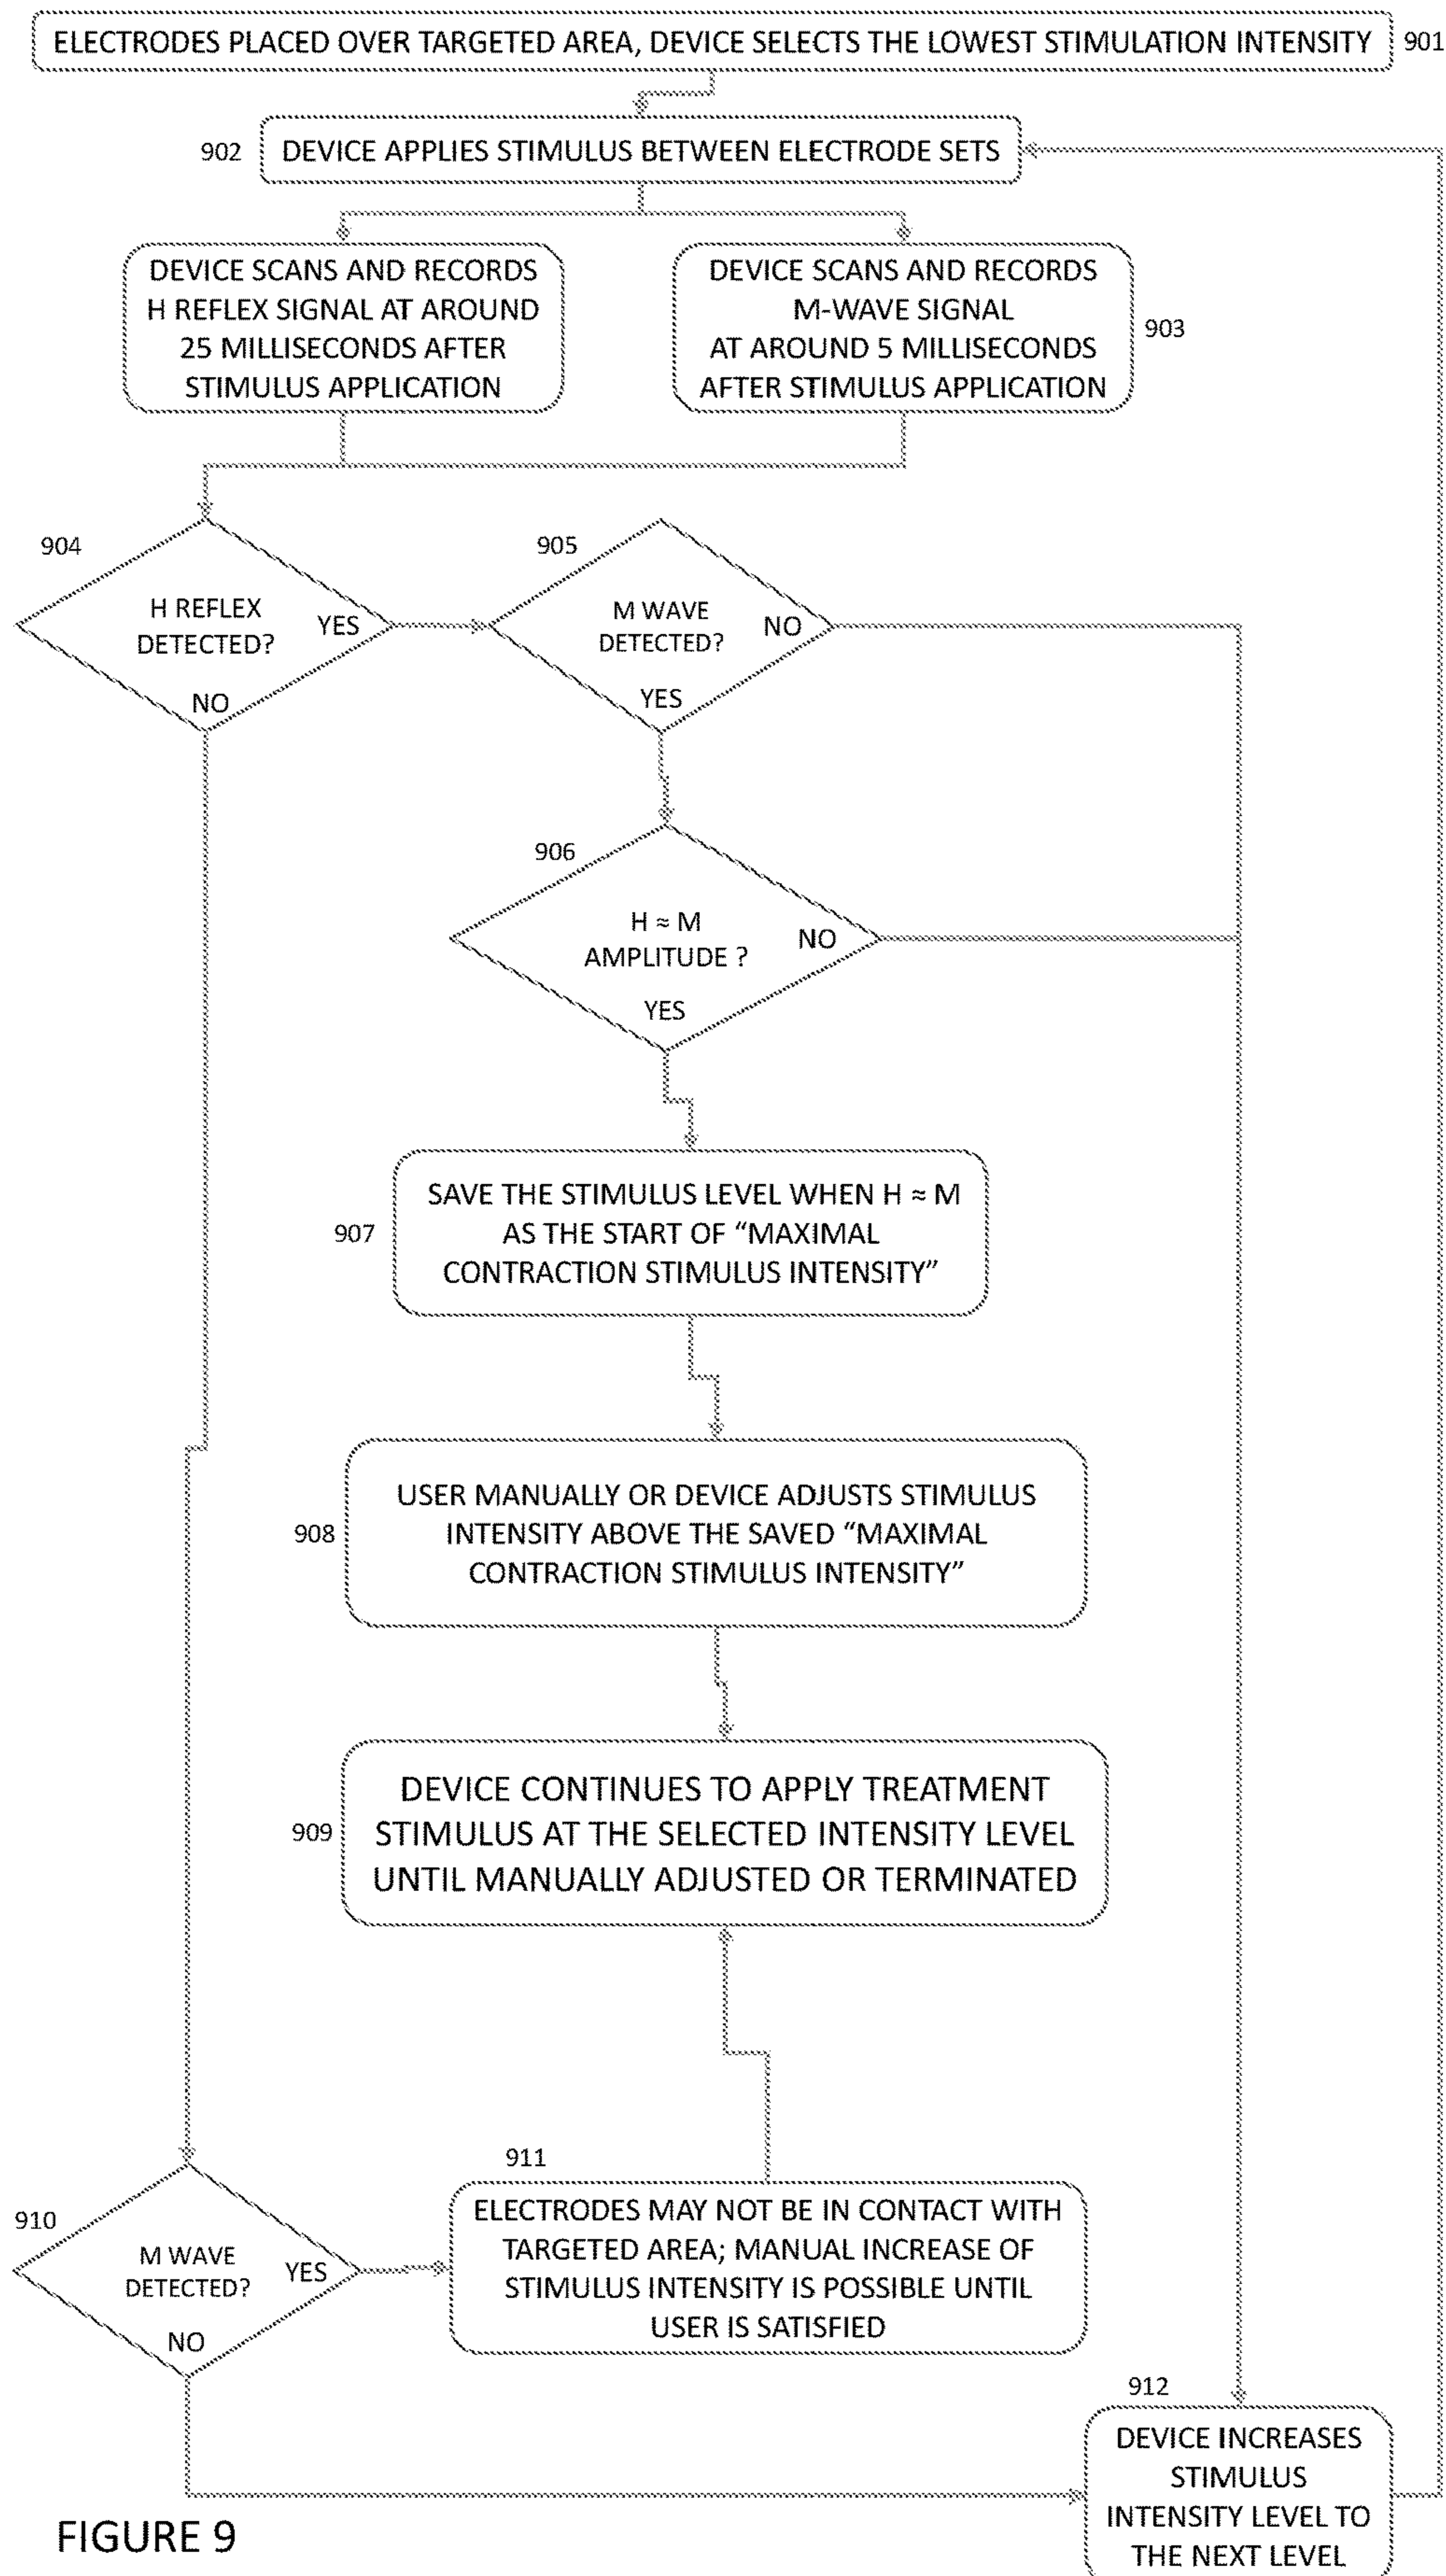 ELECTRODES PLACED OVER TARGETED AREA, DEVICE SELECTS THE LOWEST STIMULATION INTENSITY
901
902
DEVICE APPLIES STIMULUS BETWEEN ELECTRODE SETS
DEVICE SCANS AND RECORDS
H REFLEX SIGNAL AT AROUND
25 MILLISECONDS AFTER
STIMULUS APPLICATION
DEVICE SCANS AND RECORDS
M-WAVE SIGNAL
AT AROUND 5 MILLISECONDS
AFTER STIMULUS APPLICATION
903
904
H REFLEX
DETECTED?
YES
NO
905
M WAVE
DETECTED?
NO
YES
906
H ≈ M
AMPLITUDE ?
NO
YES
907
SAVE THE STIMULUS LEVEL WHEN H ≈ M
AS THE START OF “MAXIMAL
CONTRACTION STIMULUS INTENSITY”
908
USER MANUALLY OR DEVICE ADJUSTS STIMULUS
INTENSITY ABOVE THE SAVED “MAXIMAL
CONTRACTION STIMULUS INTENSITY”
909
DEVICE CONTINUES TO APPLY TREATMENT
STIMULUS AT THE SELECTED INTENSITY LEVEL
UNTIL MANUALLY ADJUSTED OR TERMINATED
910
M WAVE
DETECTED?
YES
NO
911
ELECTRODES MAY NOT BE IN CONTACT WITH
TARGETED AREA; MANUAL INCREASE OF
STIMULUS INTENSITY IS POSSIBLE UNTIL
USER IS SATISFIED
912
DEVICE INCREASES
STIMULUS
INTENSITY LEVEL TO
THE NEXT LEVEL
FIGURE 9